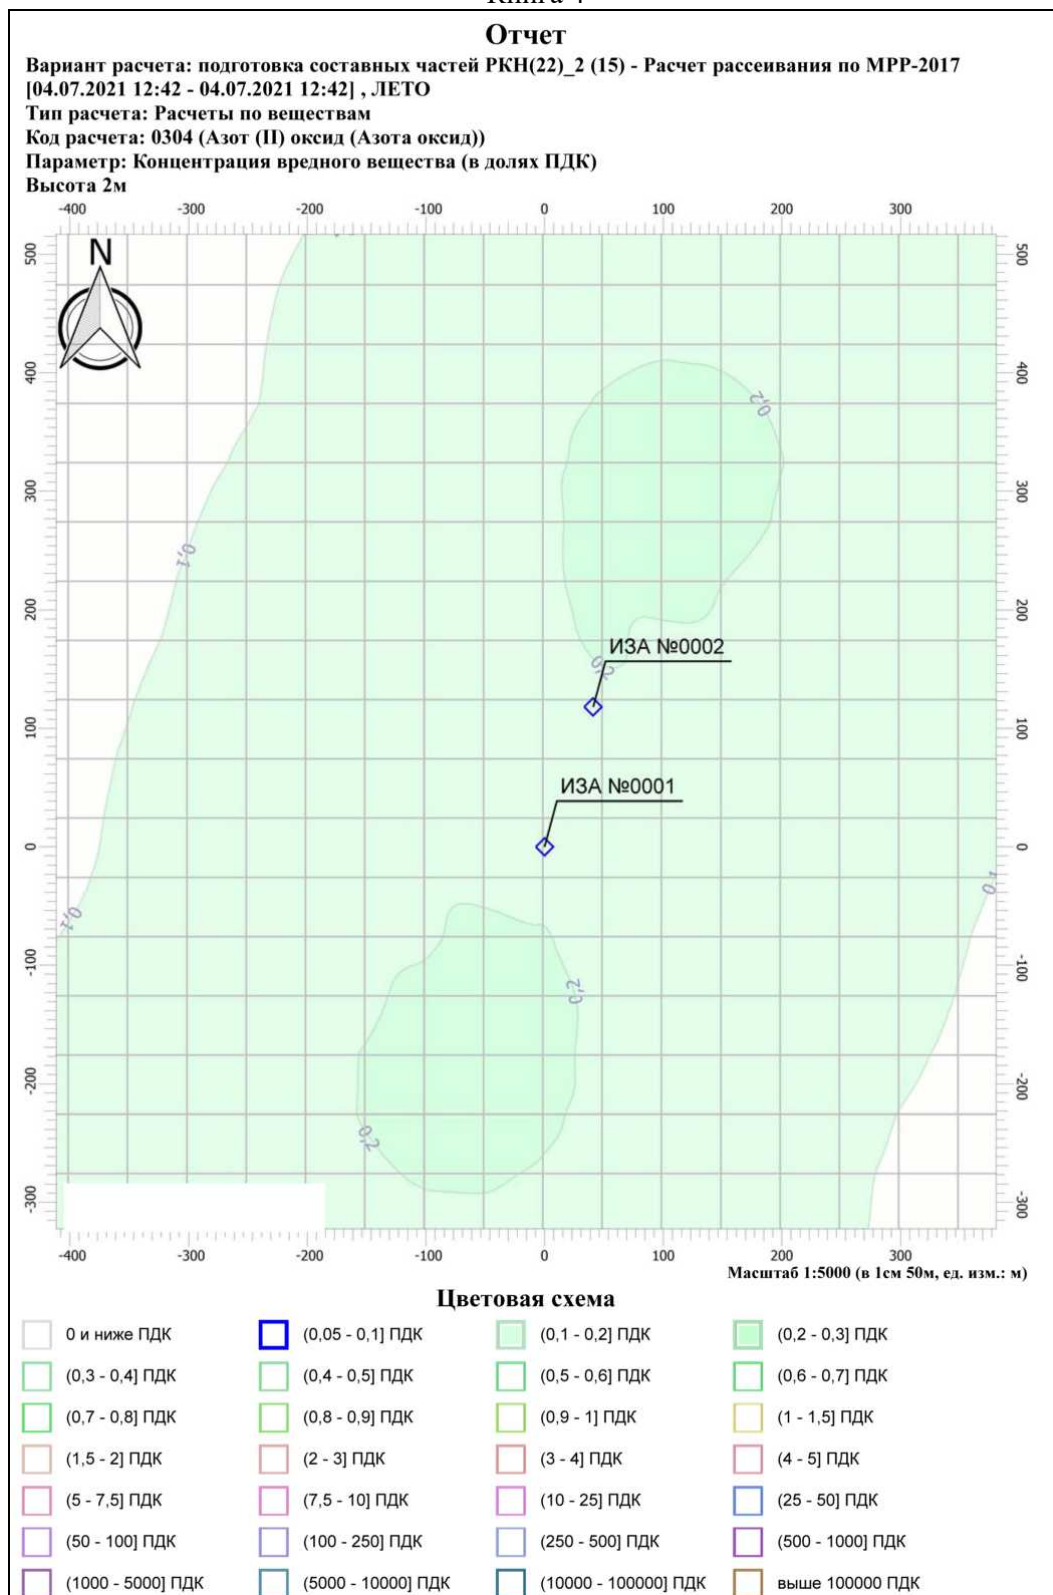 Отчет
Вариант расчета: подготовка составных частей РКН(22)_2 (15) - Расчет рассеивания по МРР-2017
[04.07.2021 12:42 - 04.07.2021 12:42] , ЛЕТО
Тип расчета: Расчеты по веществам
Код расчета: 0304 (Азот (II) оксид (Азота оксид))
Параметр: Концентрация вредного вещества (в долях ПДК)
Высота 2м
-400 -300 -200 -100 0 100 200 300
500 500
N
400 400
0,2
300 300
0,1
200 200
ИЗА №0002
0,2
100 100
ИЗА №0001
0 0
0,1
-100 -100
0,2
-200 -200
0,2
-300 -300
-400 -300 -200 -100 0 100 200 300
Масштаб 1:5000 (в 1см 50м, ед. изм.: м)
Цветовая схема
0 и ниже ПДК (0,05 - 0,1] ПДК (0,1 - 0,2] ПДК (0,2 - 0,3] ПДК
(0,3 - 0,4] ПДК (0,4 - 0,5] ПДК (0,5 - 0,6] ПДК (0,6 - 0,7] ПДК
(0,7 - 0,8] ПДК (0,8 - 0,9] ПДК (0,9 - 1] ПДК (1 - 1,5] ПДК
(1,5 - 2] ПДК (2 - 3] ПДК (3 - 4] ПДК (4 - 5] ПДК
(5 - 7,5] ПДК (7,5 - 10] ПДК (10 - 25] ПДК (25 - 50] ПДК
(50 - 100] ПДК (100 - 250] ПДК (250 - 500] ПДК (500 - 1000] ПДК
(1000 - 5000] ПДК (5000 - 10000] ПДК (10000 - 100000] ПДК выше 100000 ПДК